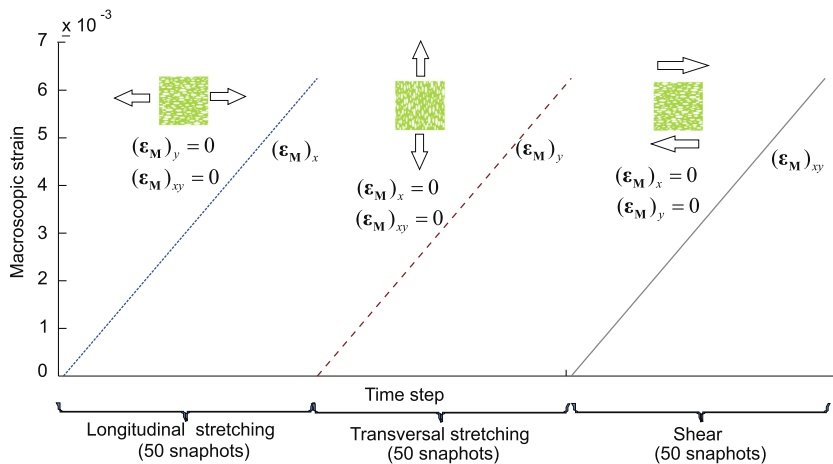 × 10⁻³
7
6
5
4
3
2
1
0
Macroscopic strain
(ε_M)_y = 0
(ε_M)_xy = 0
(ε_M)_x
(ε_M)_x = 0
(ε_M)_xy = 0
(ε_M)_y
(ε_M)_x = 0
(ε_M)_y = 0
(ε_M)_xy
Time step
Longitudinal stretching
(50 snaphots)
Transversal stretching
(50 snaphots)
Shear
(50 snaphots)